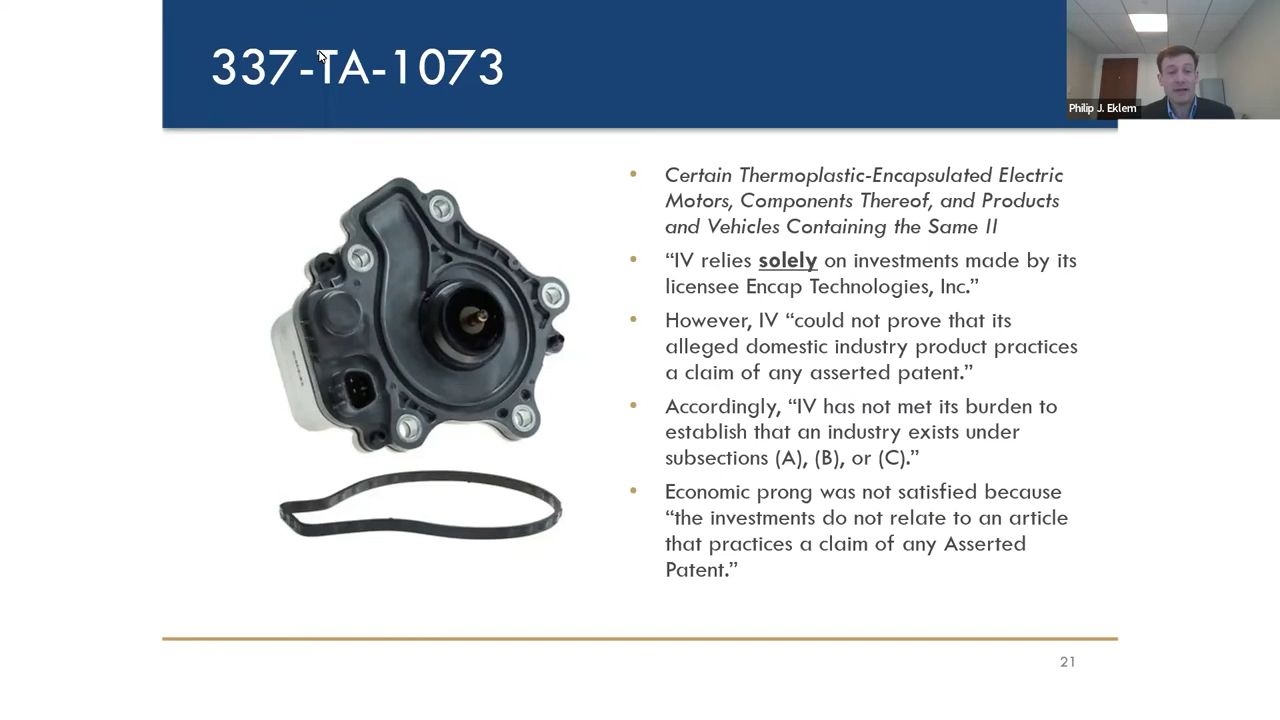 337-TA-1073
Philip J. Eklem
• Certain Thermoplastic-Encapsulated Electric
Motors, Components Thereof, and Products
and Vehicles Containing the Same II
• “IV relies solely on investments made by its
licensee Encap Technologies, Inc.”
• However, IV “could not prove that its
alleged domestic industry product practices
a claim of any asserted patent.”
• Accordingly, “IV has not met its burden to
establish that an industry exists under
subsections (A), (B), or (C).”
• Economic prong was not satisfied because
“the investments do not relate to an article
that practices a claim of any Asserted
Patent.”
21